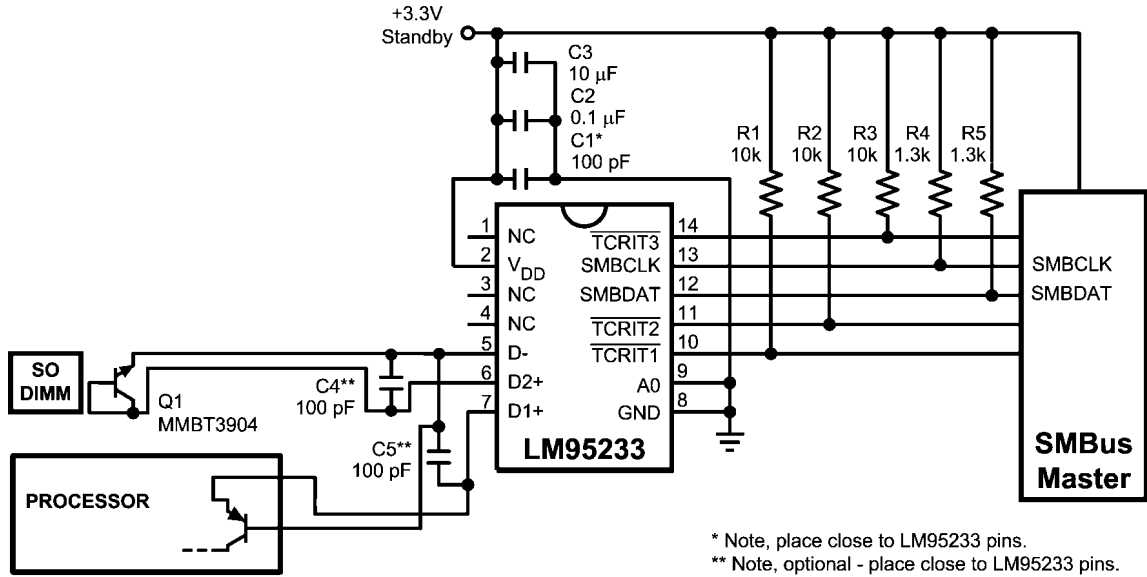 +3.3V
Standby
C3
10 μF
C2
0.1 μF
C1*
100 pF
R1
10k
R2
10k
R3
10k
R4
1.3k
R5
1.3k
1
NC
2
VDD
3
NC
4
NC
5
D-
6
D2+
7
D1+
TCRIT3
14
SMBCLK
13
SMBDAT
12
TCRIT2
11
TCRIT1
10
A0
9
GND
8
LM95233
SMBCLK
SMBDAT
SMBus
Master
SO
DIMM
Q1
MMBT3904
C4**
100 pF
C5**
100 pF
PROCESSOR
* Note, place close to LM95233 pins.
** Note, optional - place close to LM95233 pins.